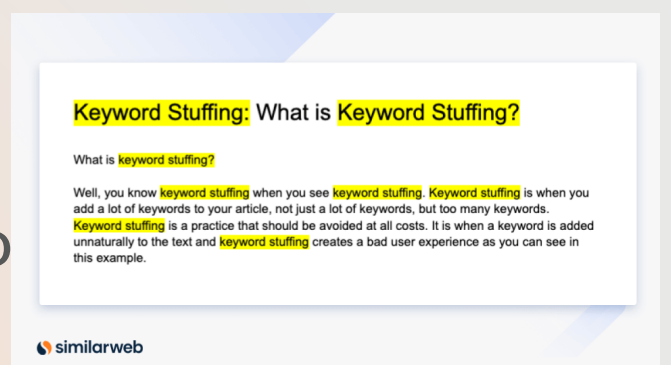 Keyword Stuffing: What is Keyword Stuffing?
What is keyword stuffing?
Well, you know keyword stuffing when you see keyword stuffing. Keyword stuffing is when you
add a lot of keywords to your article, not just a lot of keywords, but too many keywords.
Keyword stuffing is a practice that should be avoided at all costs. It is when a keyword is added
unnaturally to the text and keyword stuffing creates a bad user experience as you can see in
this example.
similarweb